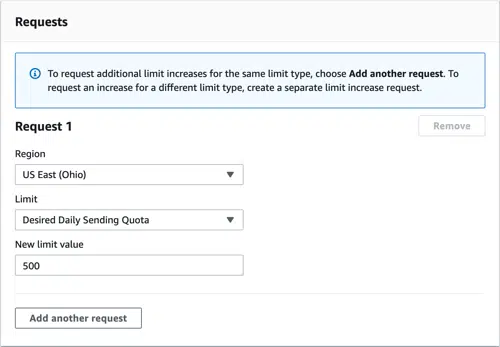 Requests
To request additional limit increases for the same limit type, choose Add another request. To
request an increase for a different limit type, create a separate limit increase request.
Request 1
Remove
Region
US East (Ohio)
Limit
Desired Daily Sending Quota
New limit value
500
Add another request